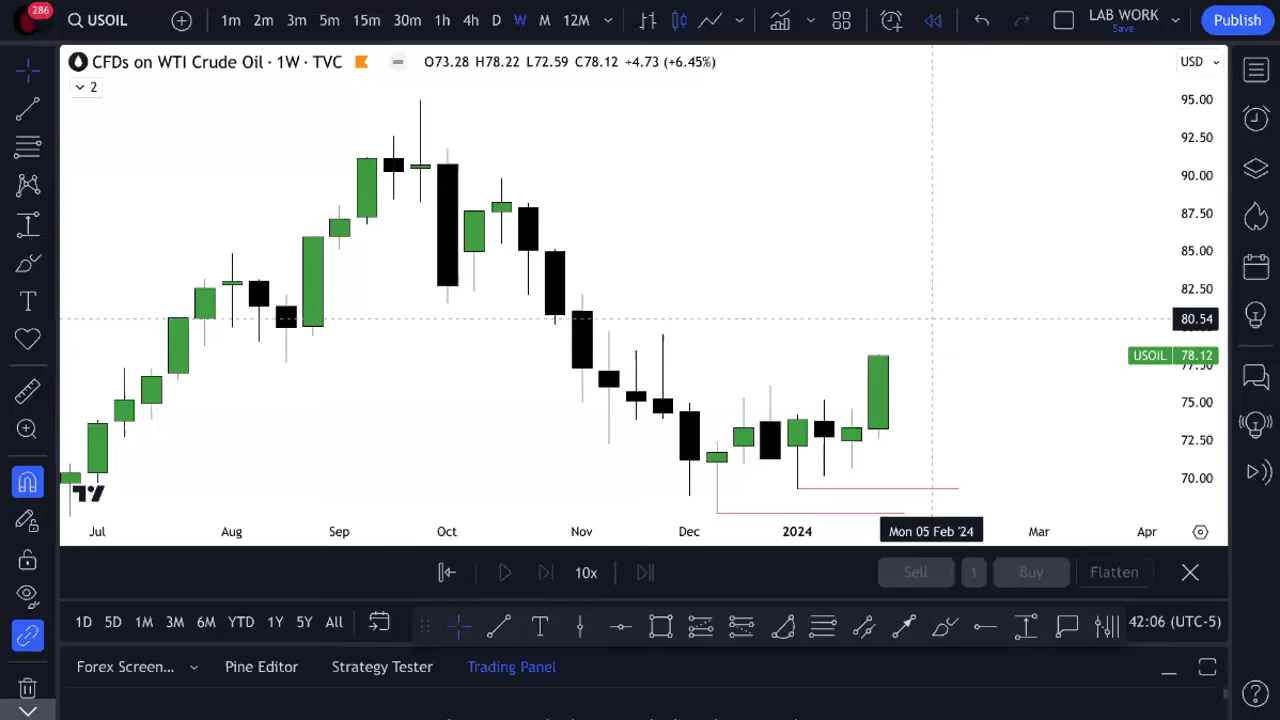 286
USOIL
1m 2m 3m 5m 15m 30m 1h 4h D W M 12M
LAB WORK
Save
Publish
CFDs on WTI Crude Oil · 1W · TVC
O73.28 H78.22 L72.59 C78.12 +4.73 (+6.45%)
USD
2
95.00
92.50
90.00
87.50
85.00
82.50
80.54
USOIL 78.12
77.50
75.00
72.50
70.00
Jul Aug Sep Oct Nov Dec 2024 Mon 05 Feb '24 Mar Apr
10x
Sell 1 Buy Flatten
1D 5D 1M 3M 6M YTD 1Y 5Y All
42:06 (UTC-5)
Forex Screen... Pine Editor Strategy Tester Trading Panel